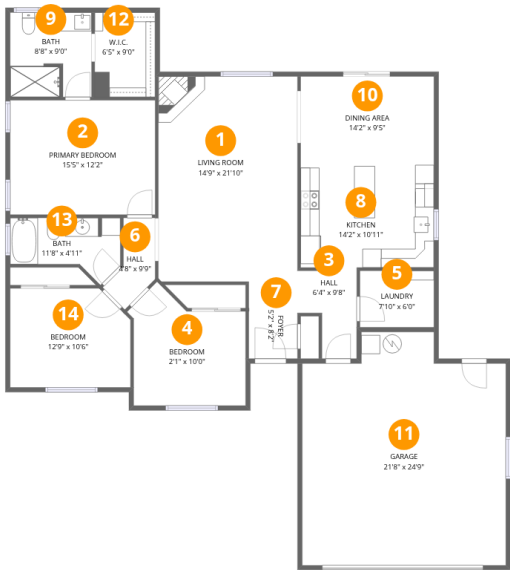 9
BATH
8'8" x 9'0"
12
W.I.C.
6'5" x 9'0"
10
DINING AREA
14'2" x 9'5"
2
PRIMARY BEDROOM
15'5" x 12'2"
1
LIVING ROOM
14'9" x 21'10"
8
KITCHEN
14'2" x 10'11"
13
BATH
11'8" x 4'11"
6
HALL
4'8" x 9'9"
3
HALL
6'4" x 9'8"
5
LAUNDRY
7'10" x 6'0"
7
FOYER
5'2" x 8'2"
14
BEDROOM
12'9" x 10'6"
4
BEDROOM
2'1" x 10'0"
11
GARAGE
21'8" x 24'9"